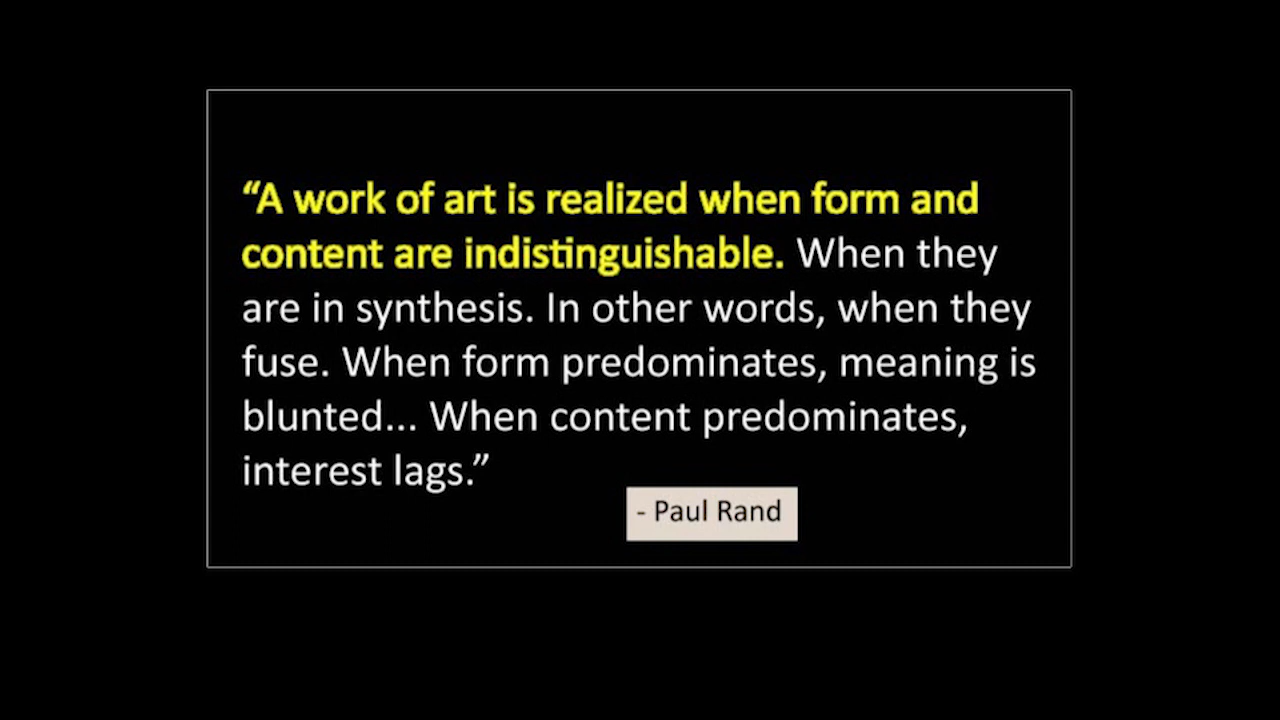 “A work of art is realized when form and
content are indistinguishable. When they
are in synthesis. In other words, when they
fuse. When form predominates, meaning is
blunted... When content predominates,
interest lags.”
- Paul Rand